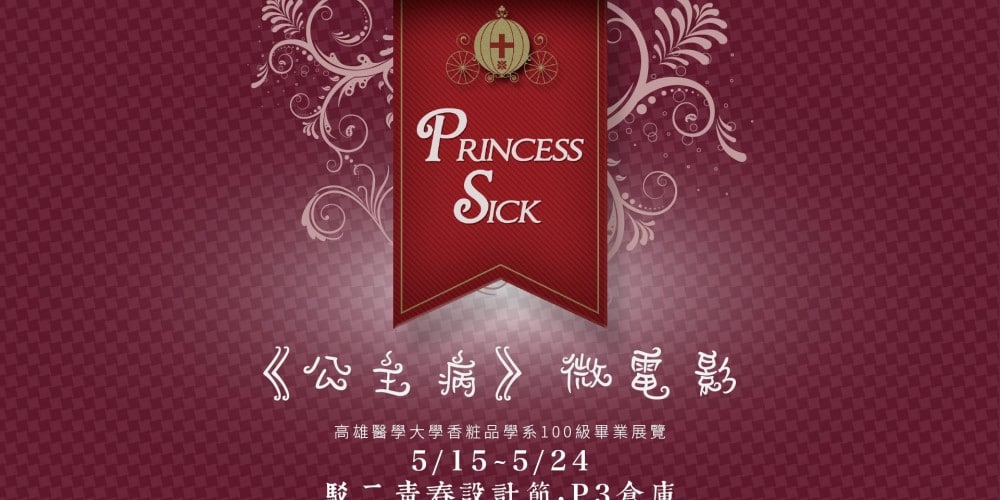 PRINCESS
SICK
《公主病》微電影
高雄醫學大學香粧品學系100級畢業展覽
5/15~5/24
駁二青春設計節,P3倉庫